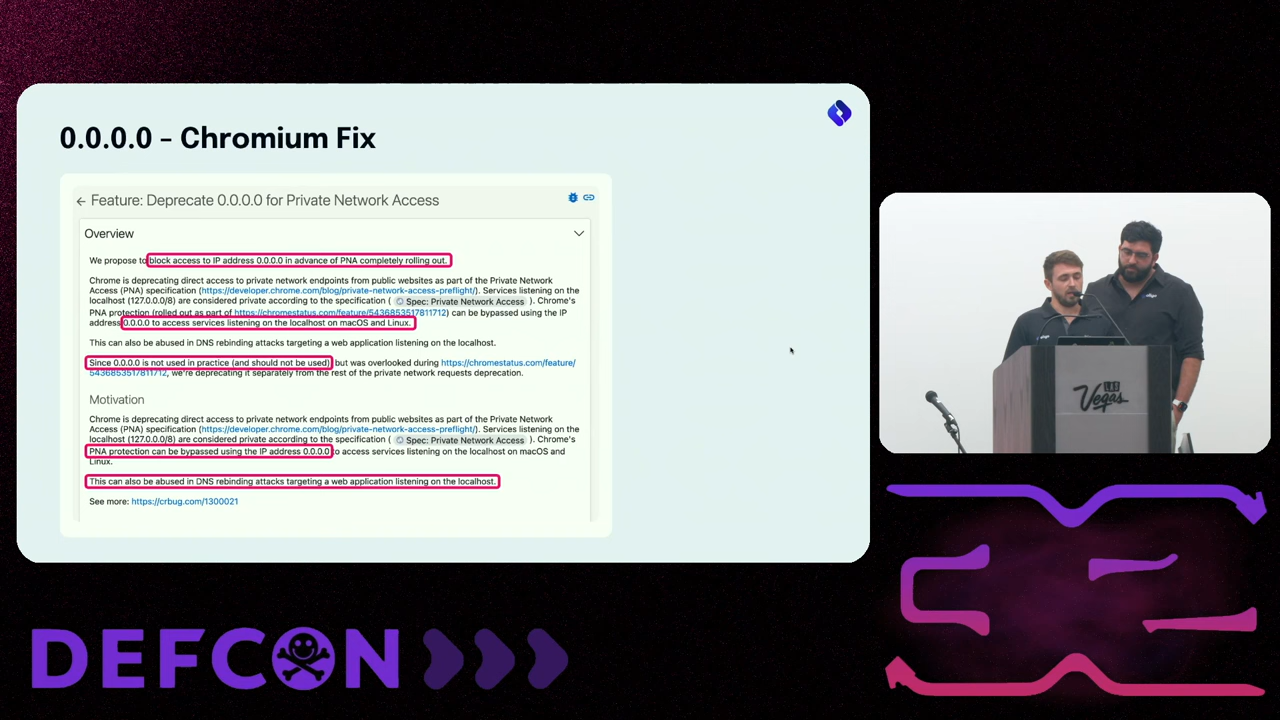 0.0.0.0 - Chromium Fix
Feature: Deprecate 0.0.0.0 for Private Network Access
Overview
We propose to block access to IP address 0.0.0.0 in advance of PNA completely rolling out.
Chrome is deprecating direct access to private network endpoints from public websites as part of the Private Network
Access (PNA) specification (https://developer.chrome.com/blog/private-network-access-preflight/). Services listening on the
localhost (127.0.0.0/8) are considered private according to the specification ( Spec: Private Network Access ). Chrome's
PNA protection (rolled out as part of https://chromestatus.com/feature/5436853517811712) can be bypassed using the IP
address 0.0.0.0 to access services listening on the localhost on macOS and Linux.
This can also be abused in DNS rebinding attacks targeting a web application listening on the localhost.
Since 0.0.0.0 is not used in practice (and should not be used) but was overlooked during https://chromestatus.com/feature/
5436853517811712, we're deprecating it separately from the rest of the private network requests deprecation.
Motivation
Chrome is deprecating direct access to private network endpoints from public websites as part of the Private Network
Access (PNA) specification (https://developer.chrome.com/blog/private-network-access-preflight/). Services listening on the
localhost (127.0.0.0/8) are considered private according to the specification ( Spec: Private Network Access ). Chrome's
PNA protection can be bypassed using the IP address 0.0.0.0 to access services listening on the localhost on macOS and
Linux.
This can also be abused in DNS rebinding attacks targeting a web application listening on the localhost.
See more: https://crbug.com/1300021
LAS
Vegas
DEFCON